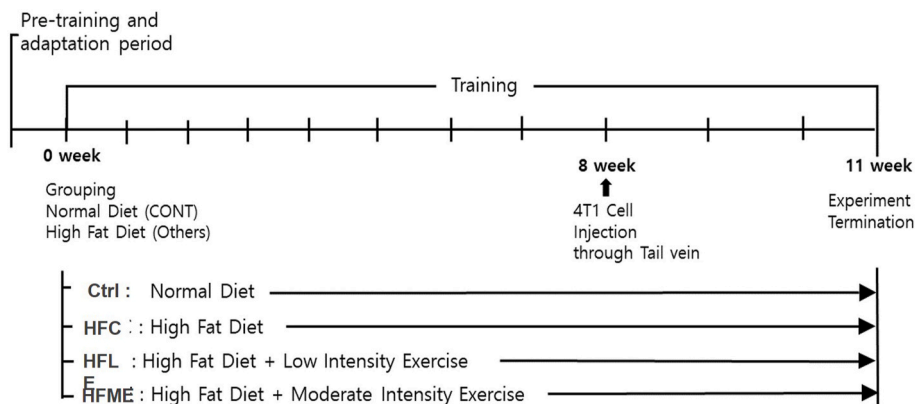 Pre-training and
adaptation period
Training
0 week
8 week
11 week
Grouping
Normal Diet (CONT)
High Fat Diet (Others)
4T1 Cell
Injection
through Tail vein
Experiment
Termination
Ctrl : Normal Diet
HFC : : High Fat Diet
HFL : High Fat Diet + Low Intensity Exercise
E
HFME : High Fat Diet + Moderate Intensity Exercise